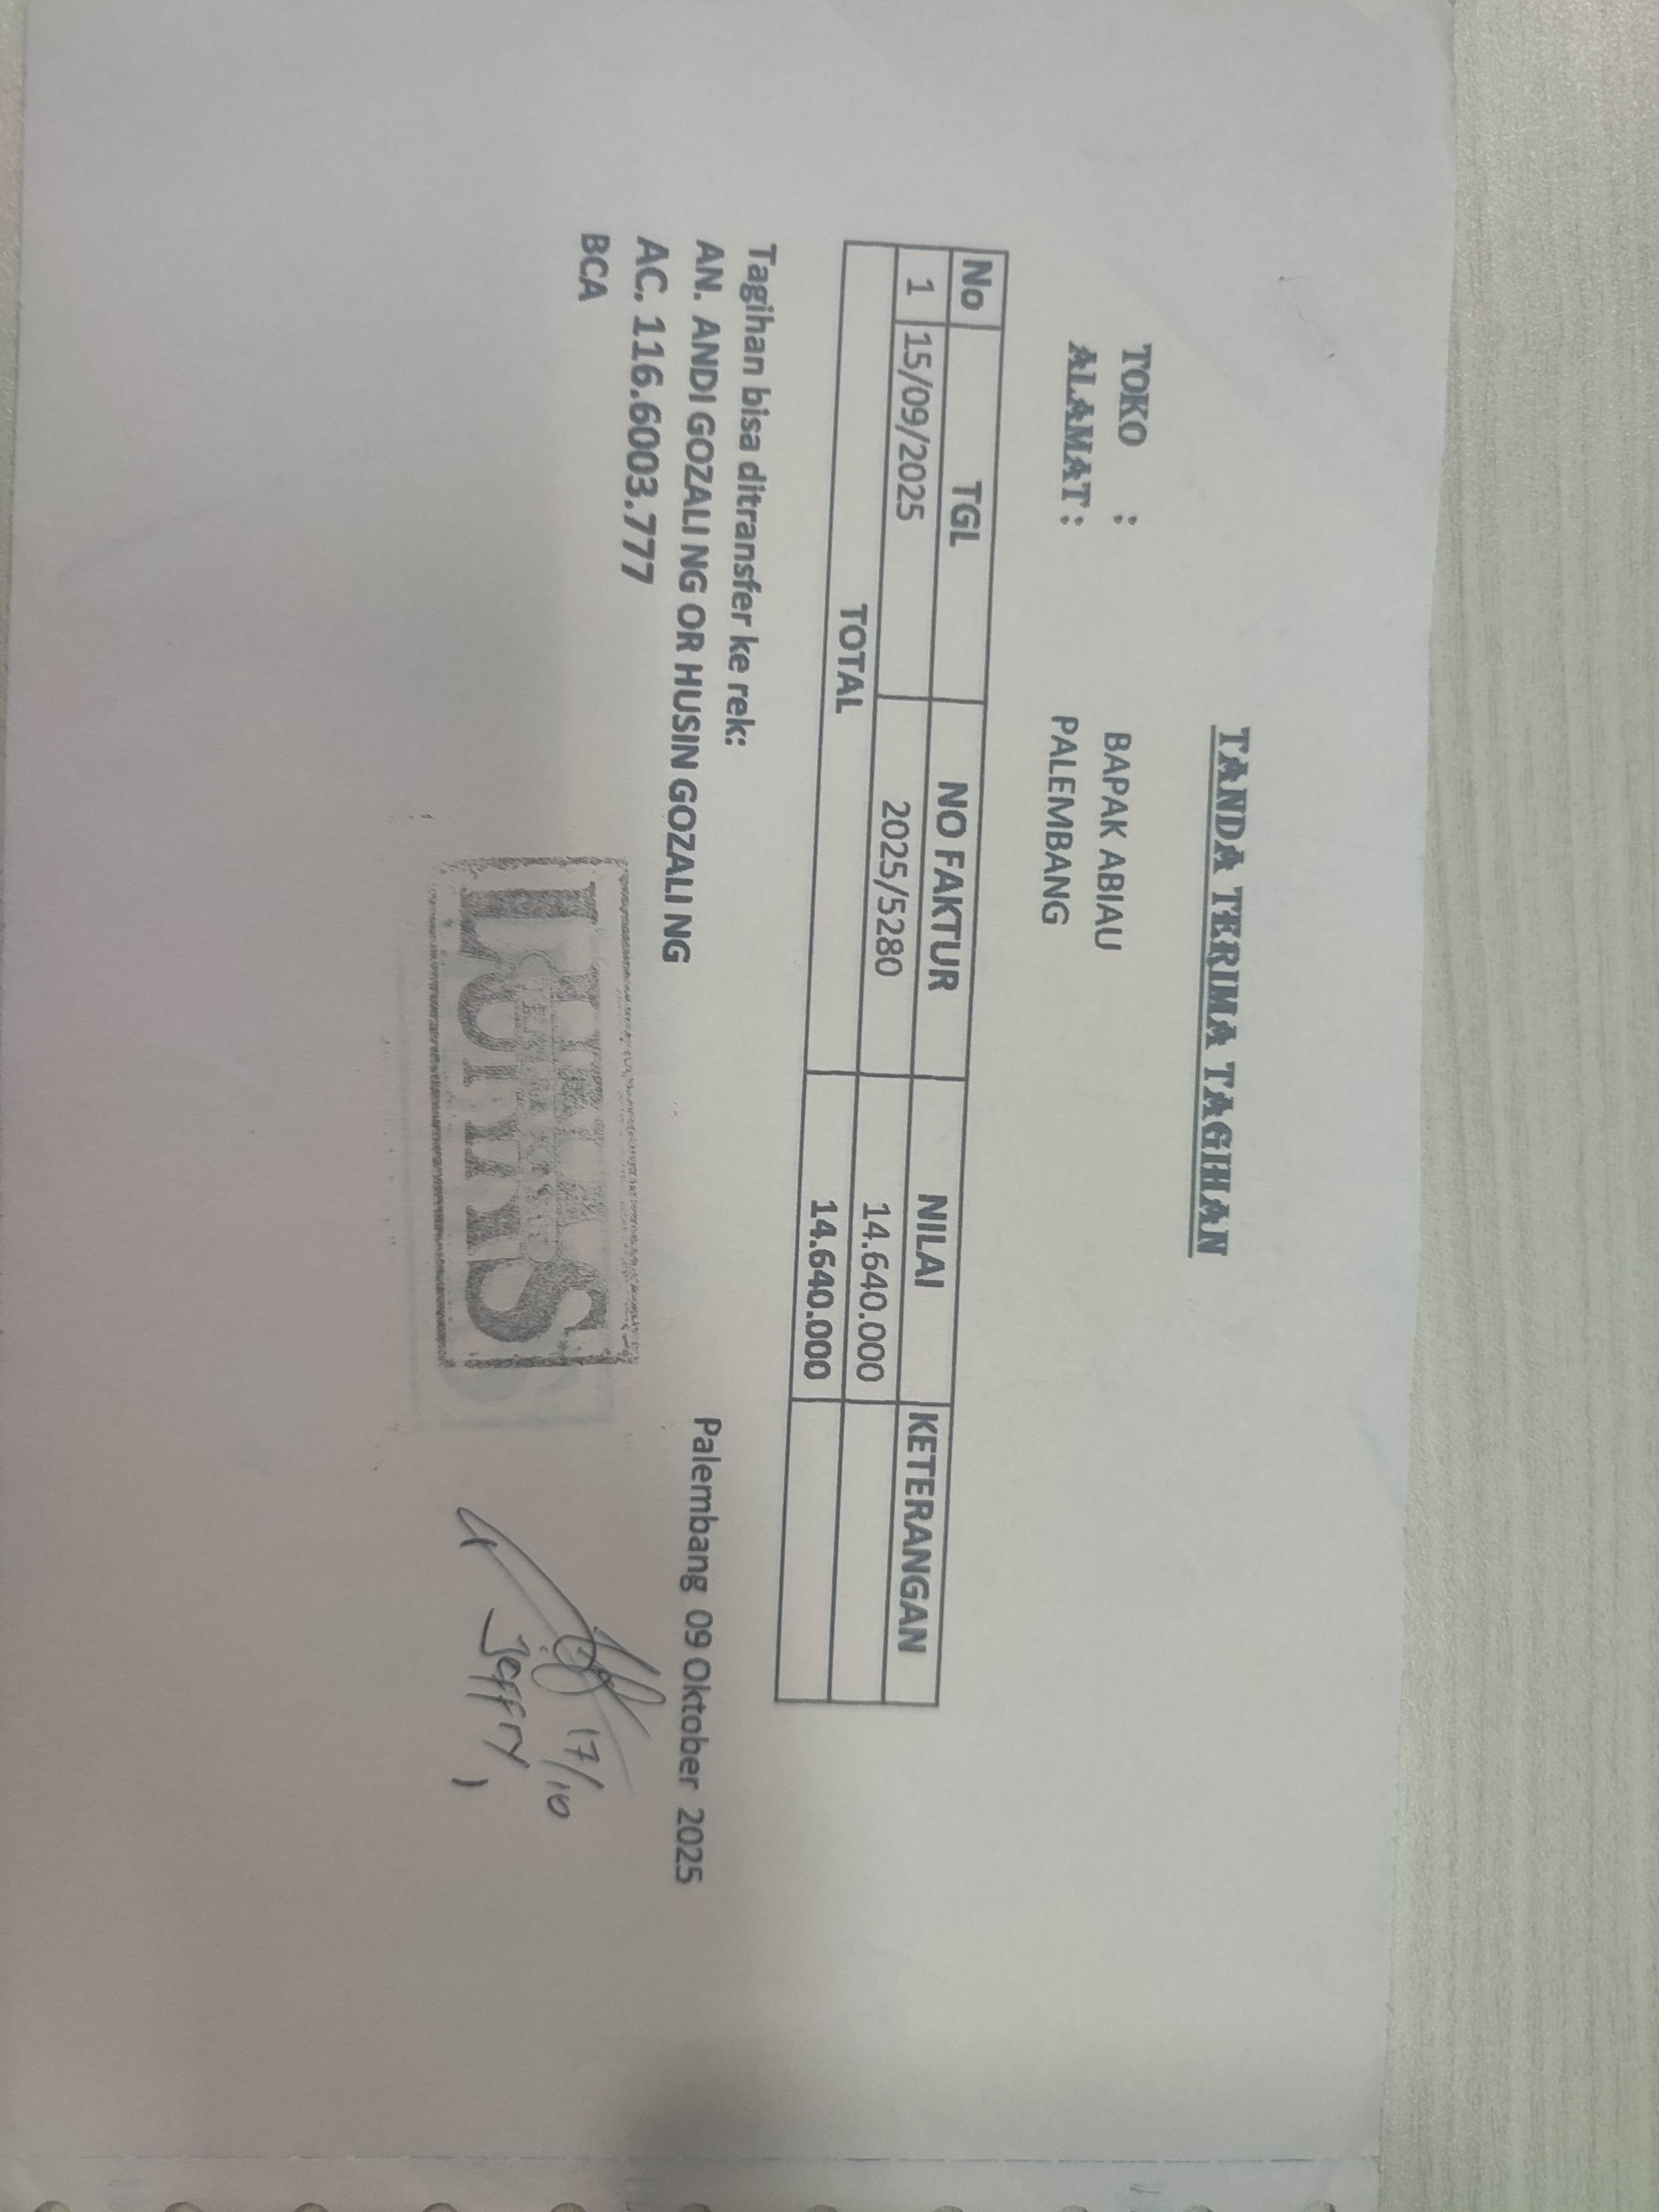 TANDA TERIMA TAGIHAN
TOKO : BAPAK ABIAU
ALAMAT : PALEMBANG
No TGL NO FAKTUR NILAI KETERANGAN
1 15/09/2025 2025/5280 14.640.000
TOTAL 14.640.000
Tagihan bisa ditransfer ke rek:
AN. ANDI GOZALI NG OR HUSIN GOZALI NG
AC. 116.6003.777
BCA
Palembang 09 Oktober 2025
LUNAS
17/10
Jeffry